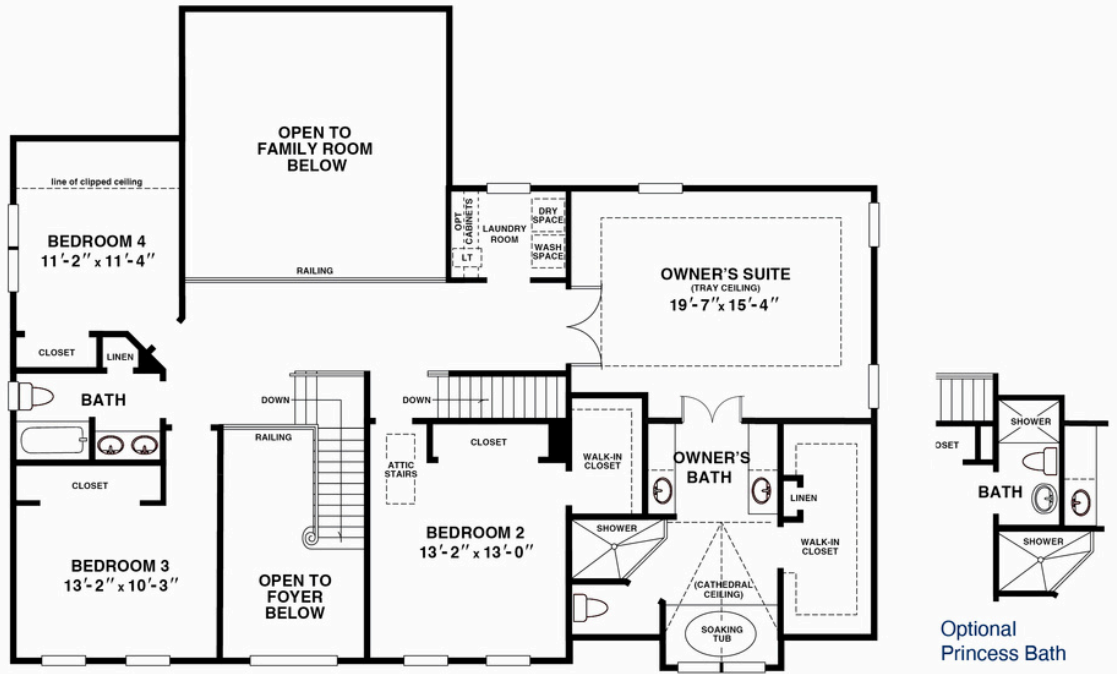 OPEN TO
FAMILY ROOM
BELOW
RAILING
line of clipped ceiling
BEDROOM 4
11'-2" x 11'-4"
CLOSET
LINEN
BATH
CLOSET
BEDROOM 3
13'-2" x 10'-3"
DOWN
RAILING
OPEN TO
FOYER
BELOW
OPT
CABINETS
LT
LAUNDRY
ROOM
DRY
SPACE
WASH
SPACE
DOWN
ATTIC
STAIRS
CLOSET
BEDROOM 2
13'-2" x 13'-0"
OWNER'S SUITE
(TRAY CEILING)
19'-7" x 15'-4"
WALK-IN
CLOSET
OWNER'S
BATH
LINEN
WALK-IN
CLOSET
SHOWER
(CATHEDRAL
CEILING)
SOAKING
TUB
SHOWER
OSET
BATH
SHOWER
Optional
Princess Bath